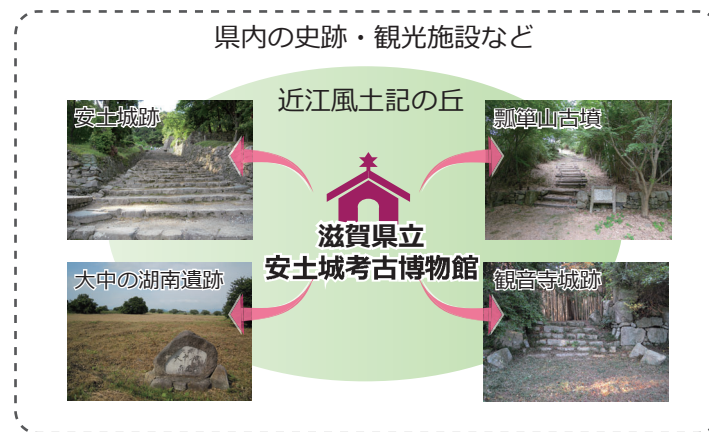 県内の史跡・観光施設など
近江風土記の丘
安土城跡
瓢箪山古墳
滋賀県立
安土城考古博物館
大中の湖南遺跡
観音寺城跡